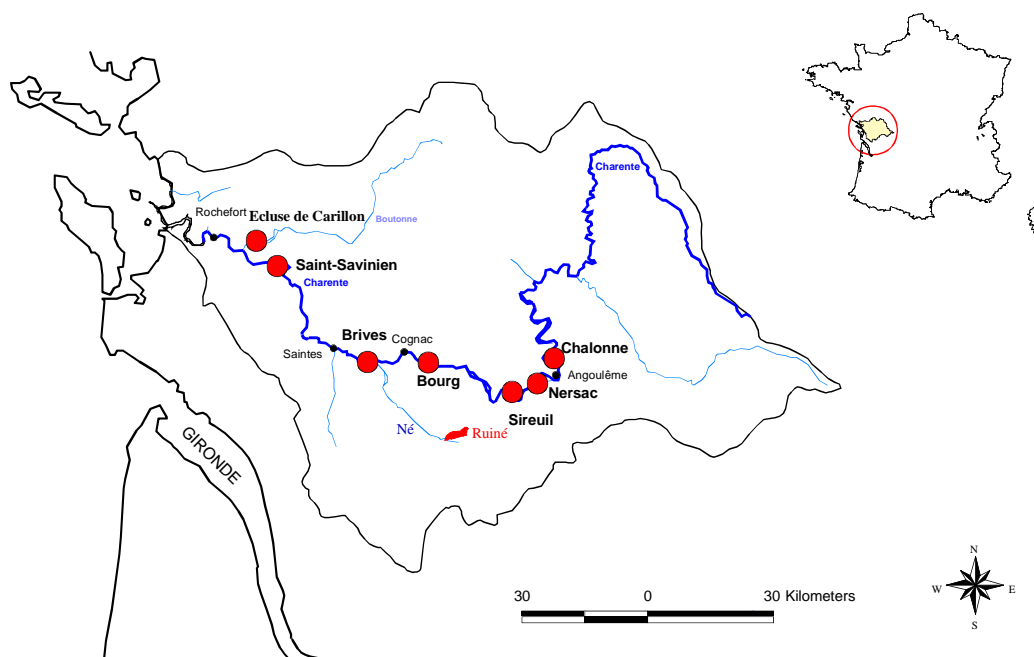 Charente
Rochefort
Ecluse de Carillon
Boutonne
Saint-Savinien
Charente
Brives
Cognac
Saintes
Chalonne
Angoulême
Bourg
Nersac
Sireuil
Né
Ruiné
GIRONDE
N
W E
S
30 0 30 Kilometers